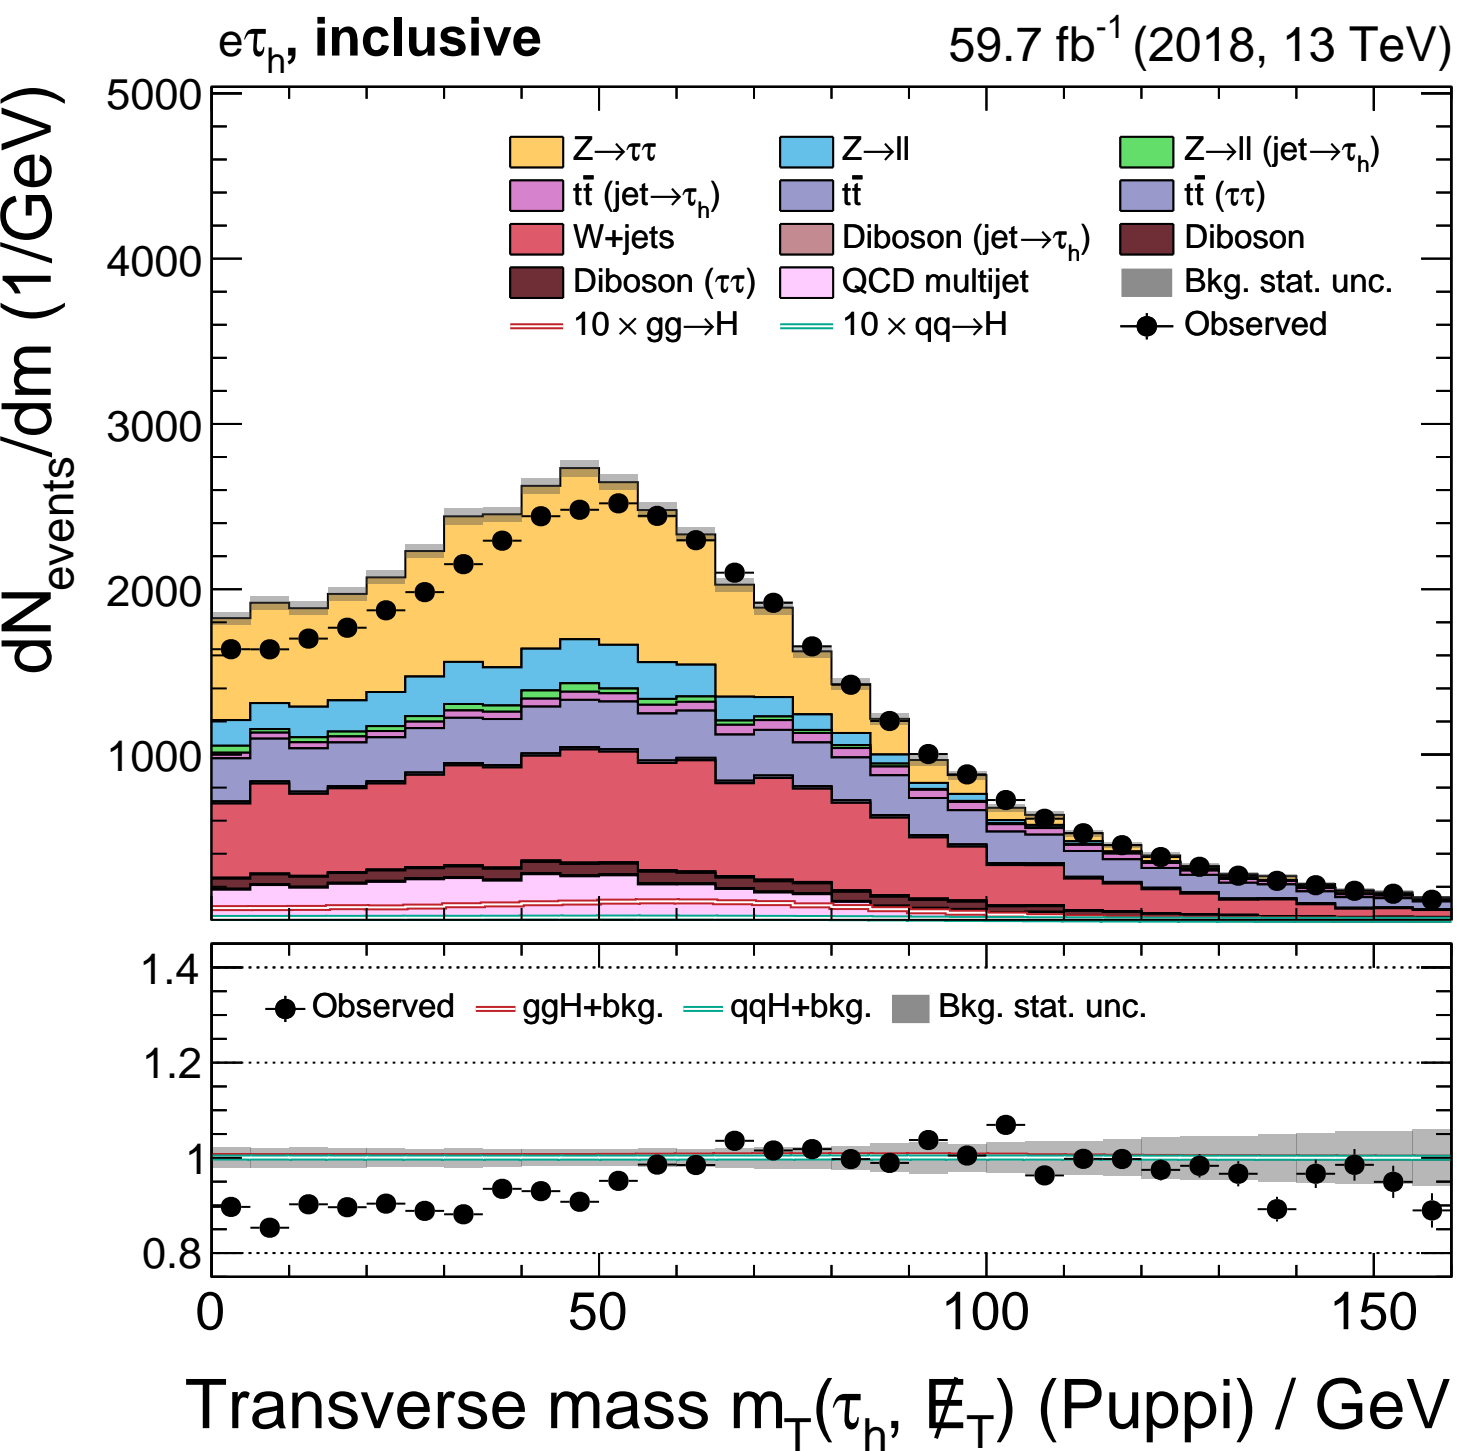 eτh, inclusive 59.7 fb-1 (2018, 13 TeV)
dNevents/dm (1/GeV)
5000
4000
3000
2000
1000
Z→ττ Z→ll Z→ll (jet→τh)
tt̄ (jet→τh) tt̄ tt̄ (ττ)
W+jets Diboson (jet→τh) Diboson
Diboson (ττ) QCD multijet Bkg. stat. unc.
10 × gg→H 10 × qq→H Observed
1.4
Observed ggH+bkg. qqH+bkg. Bkg. stat. unc.
1.2
1
0.8
0 50 100 150
Transverse mass mT(τh, E̸T) (Puppi) / GeV